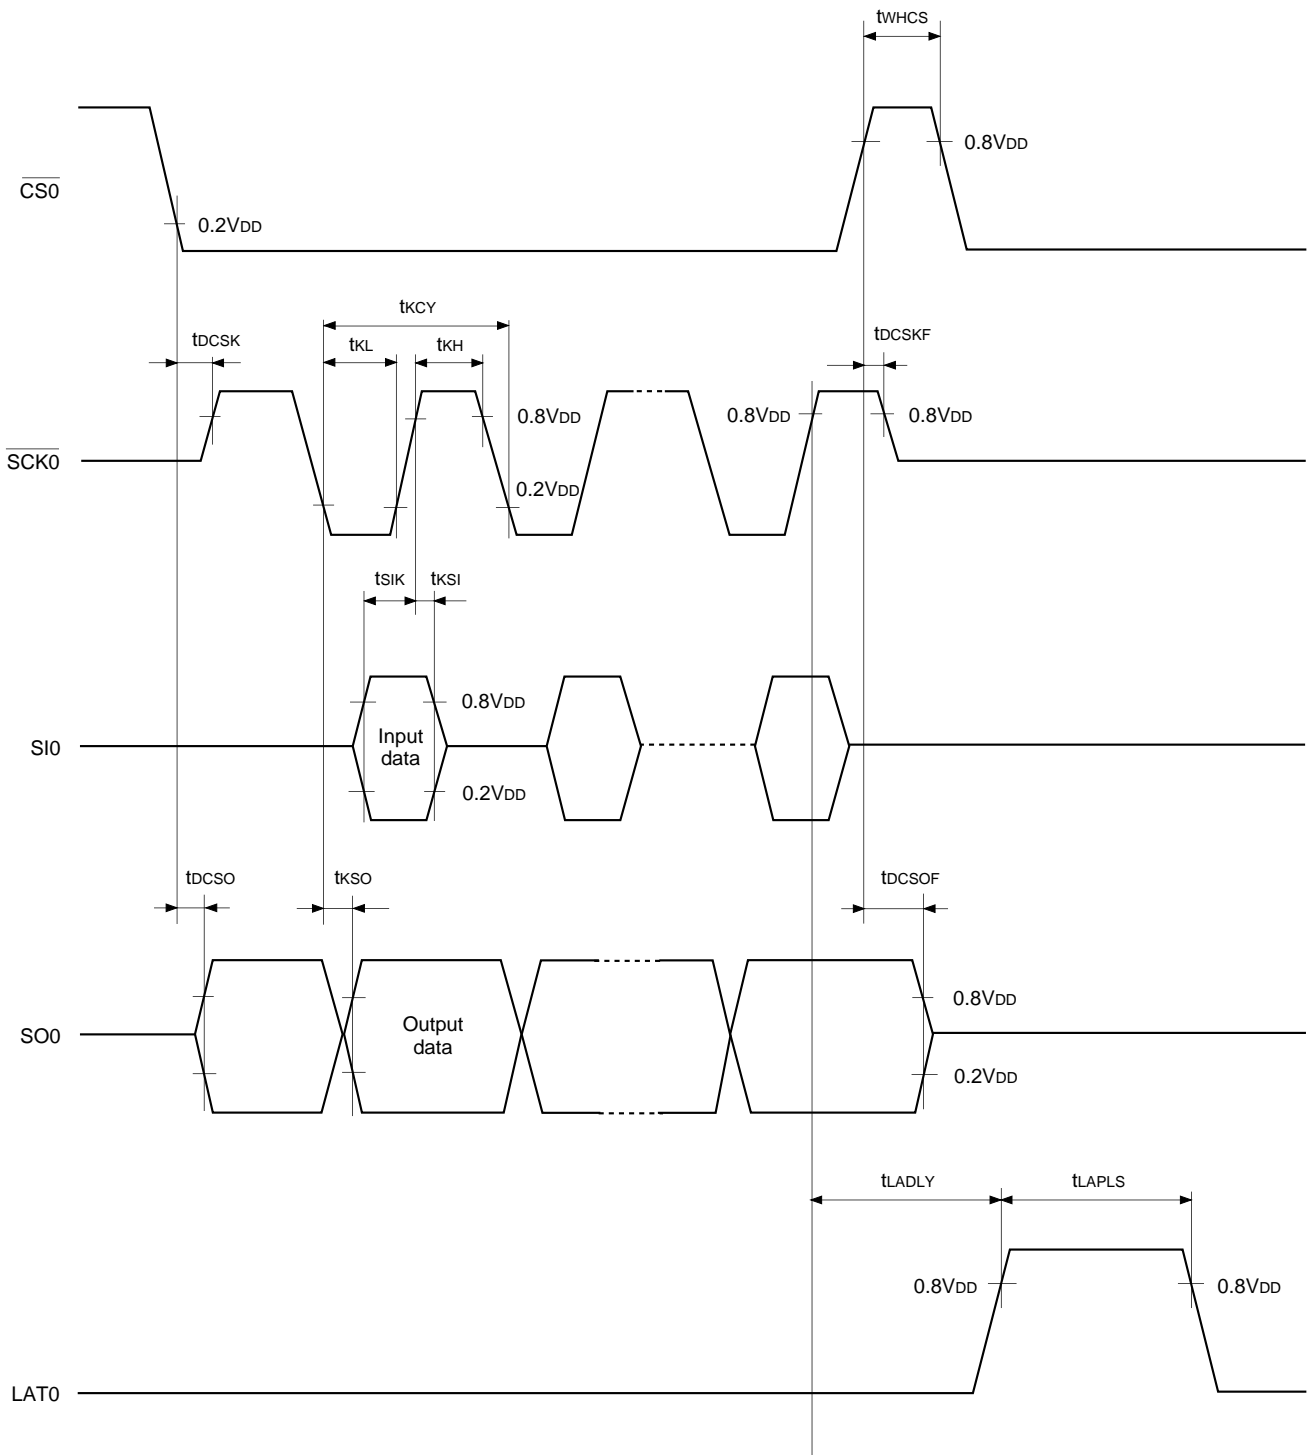 tWHCS
0.8VDD
CS0
0.2VDD
tKCY
tDCSK
tKL
tKH
tDCSKF
0.8VDD
0.8VDD
0.8VDD
SCK0
0.2VDD
tSIK
tKSI
0.8VDD
Input
data
SI0
0.2VDD
tDCSO
tKSO
tDCSOF
0.8VDD
Output
data
SO0
0.2VDD
tLADLY
tLAPLS
0.8VDD
0.8VDD
LAT0